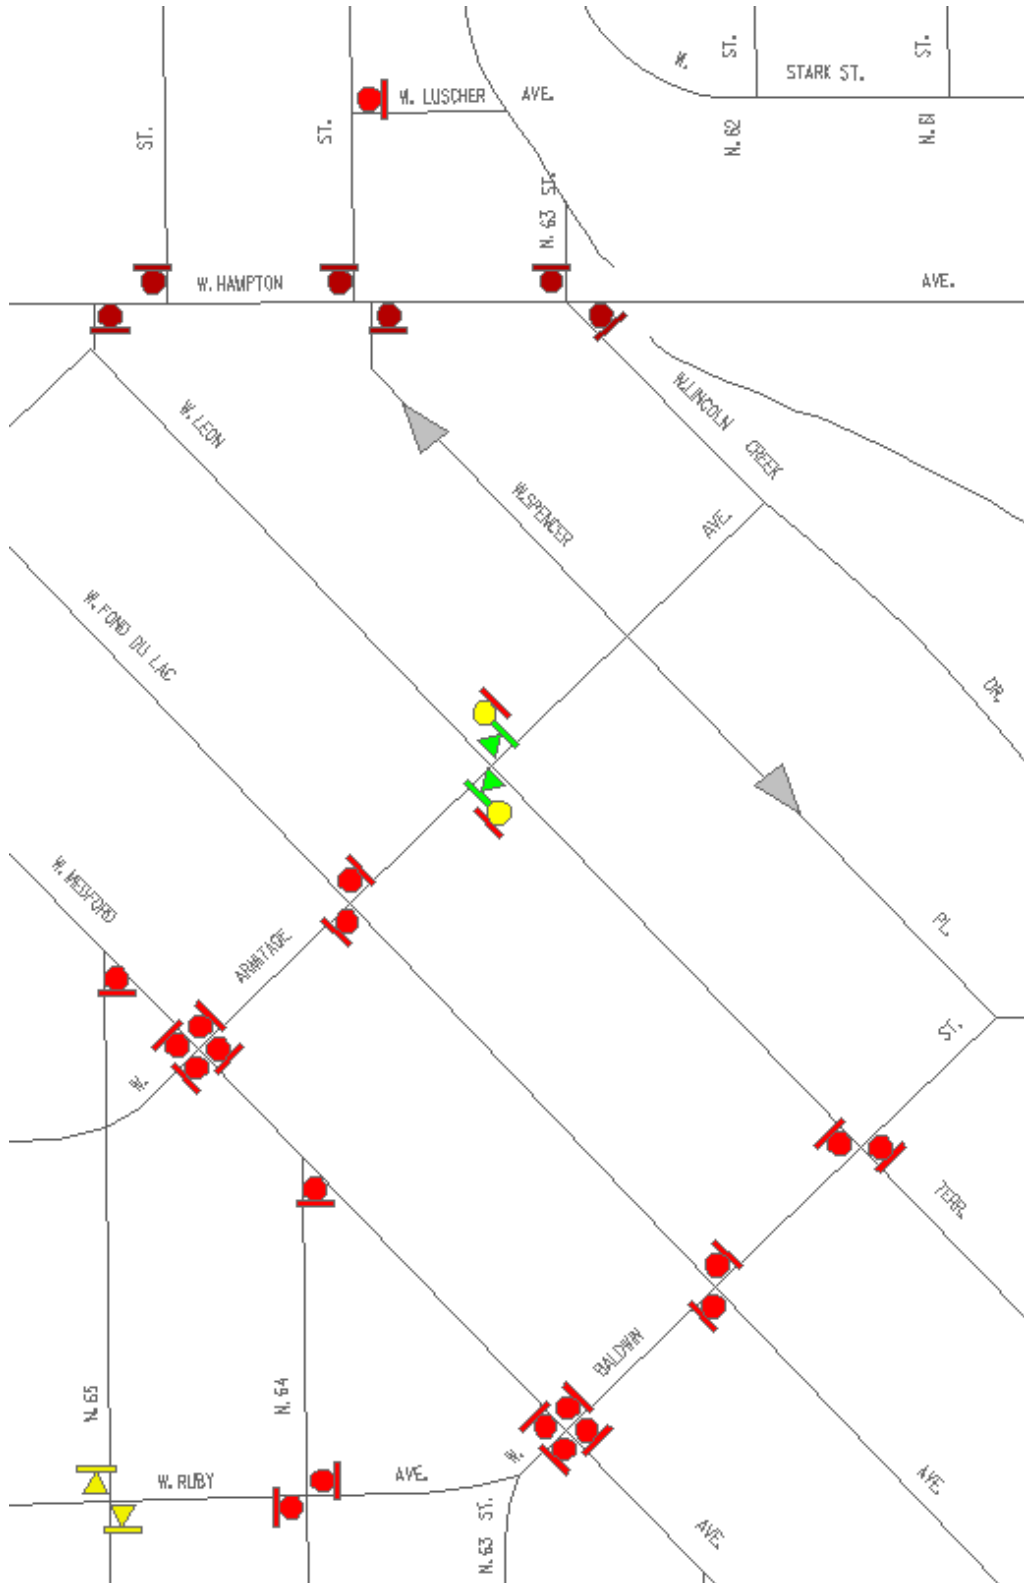 W.
ST.
ST.
STARK ST.
W. LUSCHER
AVE.
ST.
ST.
N. 62
N. 61
N. 63 ST.
W. HAMPTON
AVE.
W. LINCOLN
CREEK
W. LEON
W. SPENCER
AVE.
W. FOND DU LAC
DR.
W. MEDFORD
PL.
ARMITAGE
ST.
W.
TERR.
BALDWIN
N. 65
N. 64
W.
W. RUBY
AVE.
AVE.
N. 63 ST.
AVE.